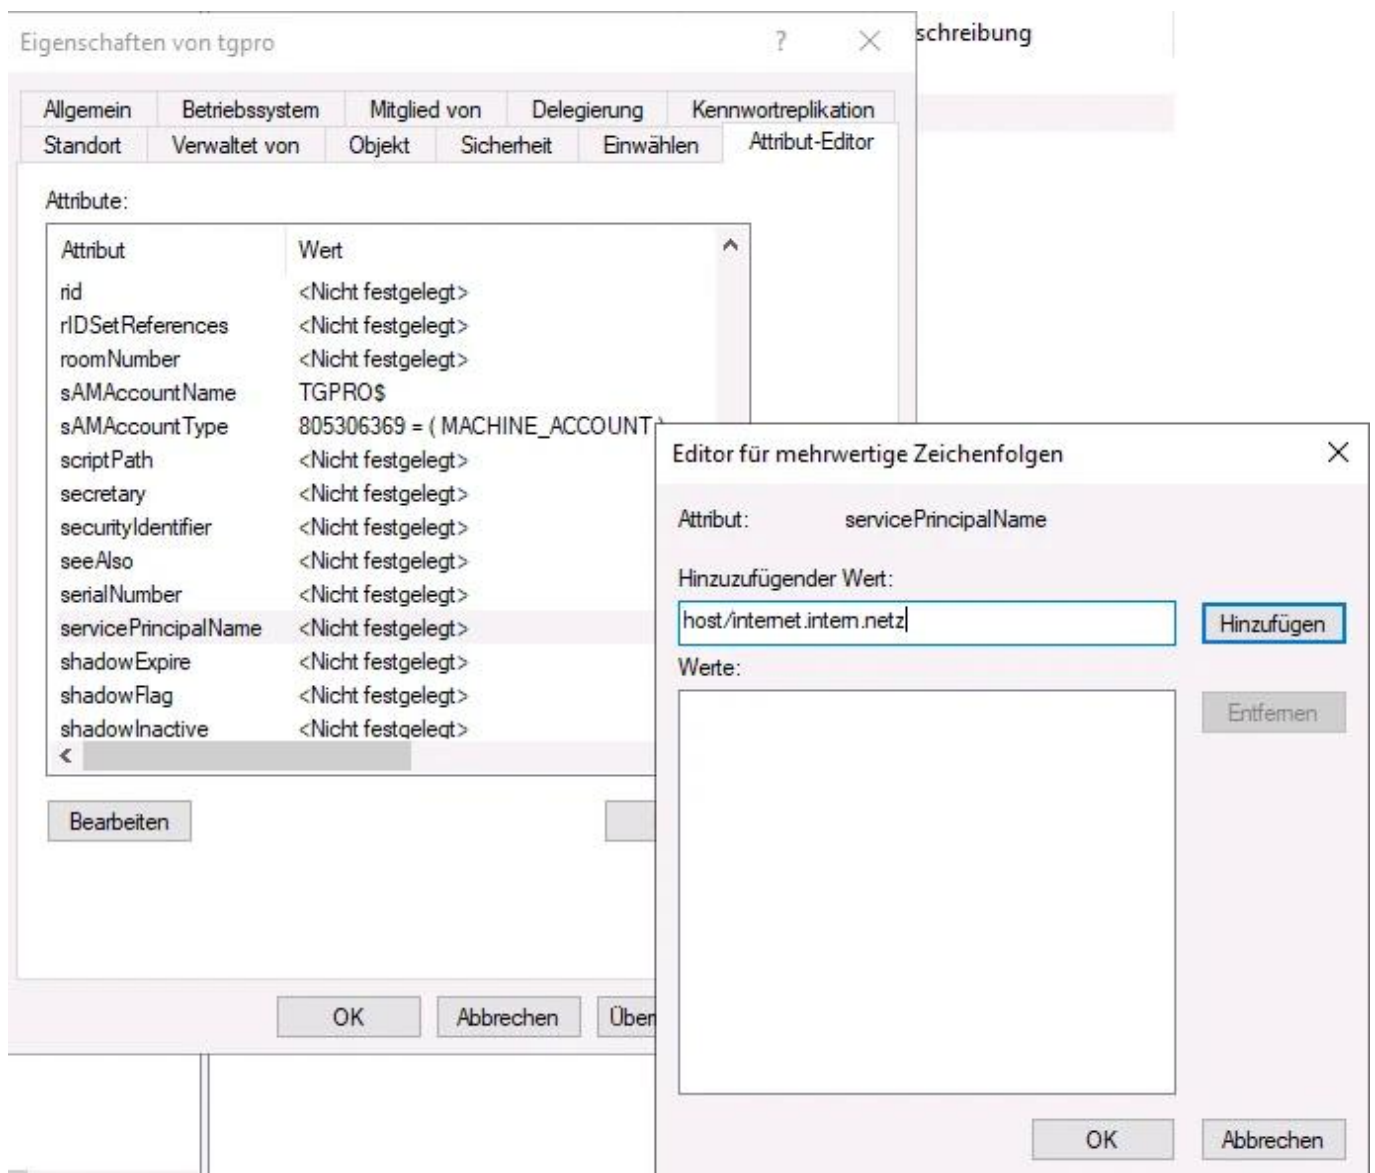 Eigenschaften von tgpro
?
schreibung
Allgemein Betriebssystem Mitglied von Delegierung Kennwortreplikation
Standort Verwaltet von Objekt Sicherheit Einwählen Attribut-Editor
Attribute:
Attribut Wert
rid <Nicht festgelegt>
rIDSetReferences <Nicht festgelegt>
roomNumber <Nicht festgelegt>
sAMAccountName TGPRO$
sAMAccountType 805306369 = ( MACHINE_ACCOUNT )
scriptPath <Nicht festgelegt>
secretary <Nicht festgelegt>
securityIdentifier <Nicht festgelegt>
seeAlso <Nicht festgelegt>
serialNumber <Nicht festgelegt>
servicePrincipalName <Nicht festgelegt>
shadowExpire <Nicht festgelegt>
shadowFlag <Nicht festgelegt>
shadowInactive <Nicht festgelegt>
Bearbeiten
OK Abbrechen Über
Editor für mehrwertige Zeichenfolgen
Attribut: servicePrincipalName
Hinzuzufügender Wert:
host/internet.intern.netz
Hinzufügen
Werte:
Entfernen
OK Abbrechen